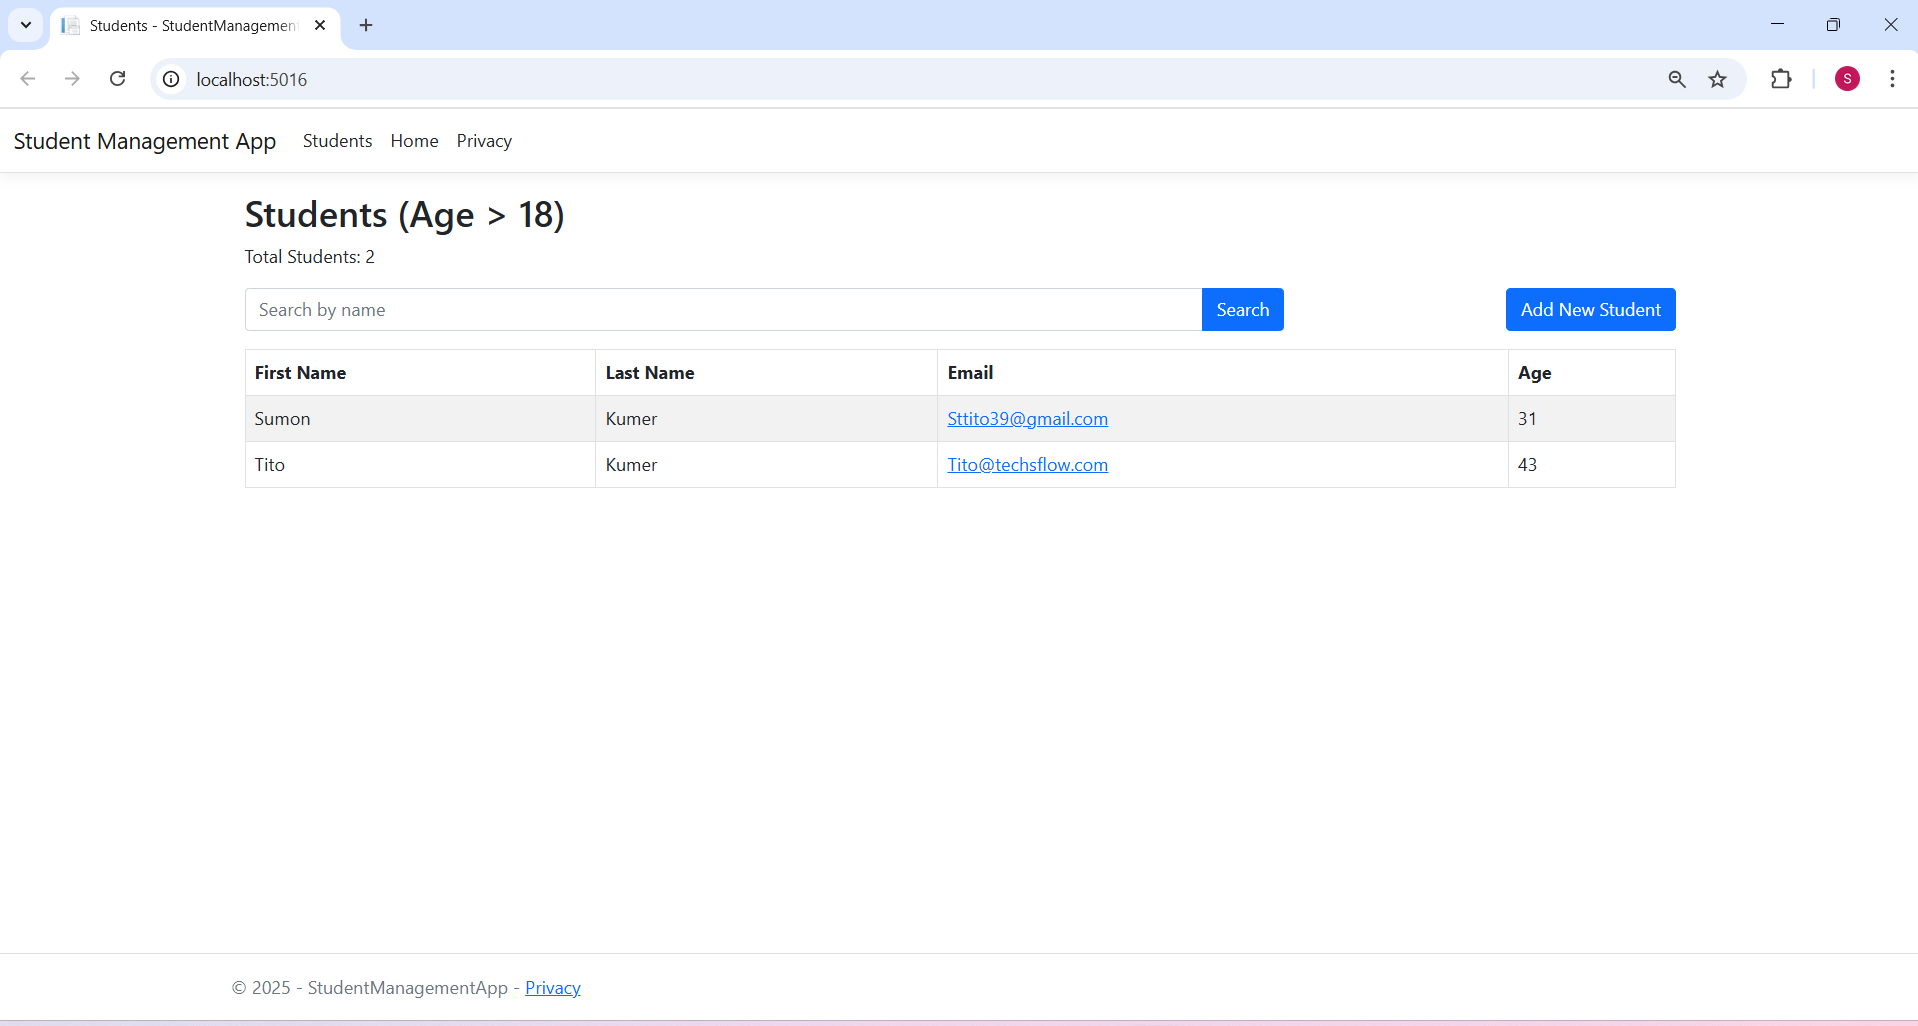 Students - StudentManagemen
localhost:5016
S
Student Management App Students Home Privacy
Students (Age > 18)
Total Students: 2
Search by name Search Add New Student
First Name Last Name Email Age
Sumon Kumer Sttito39@gmail.com 31
Tito Kumer Tito@techsflow.com 43
© 2025 - StudentManagementApp - Privacy